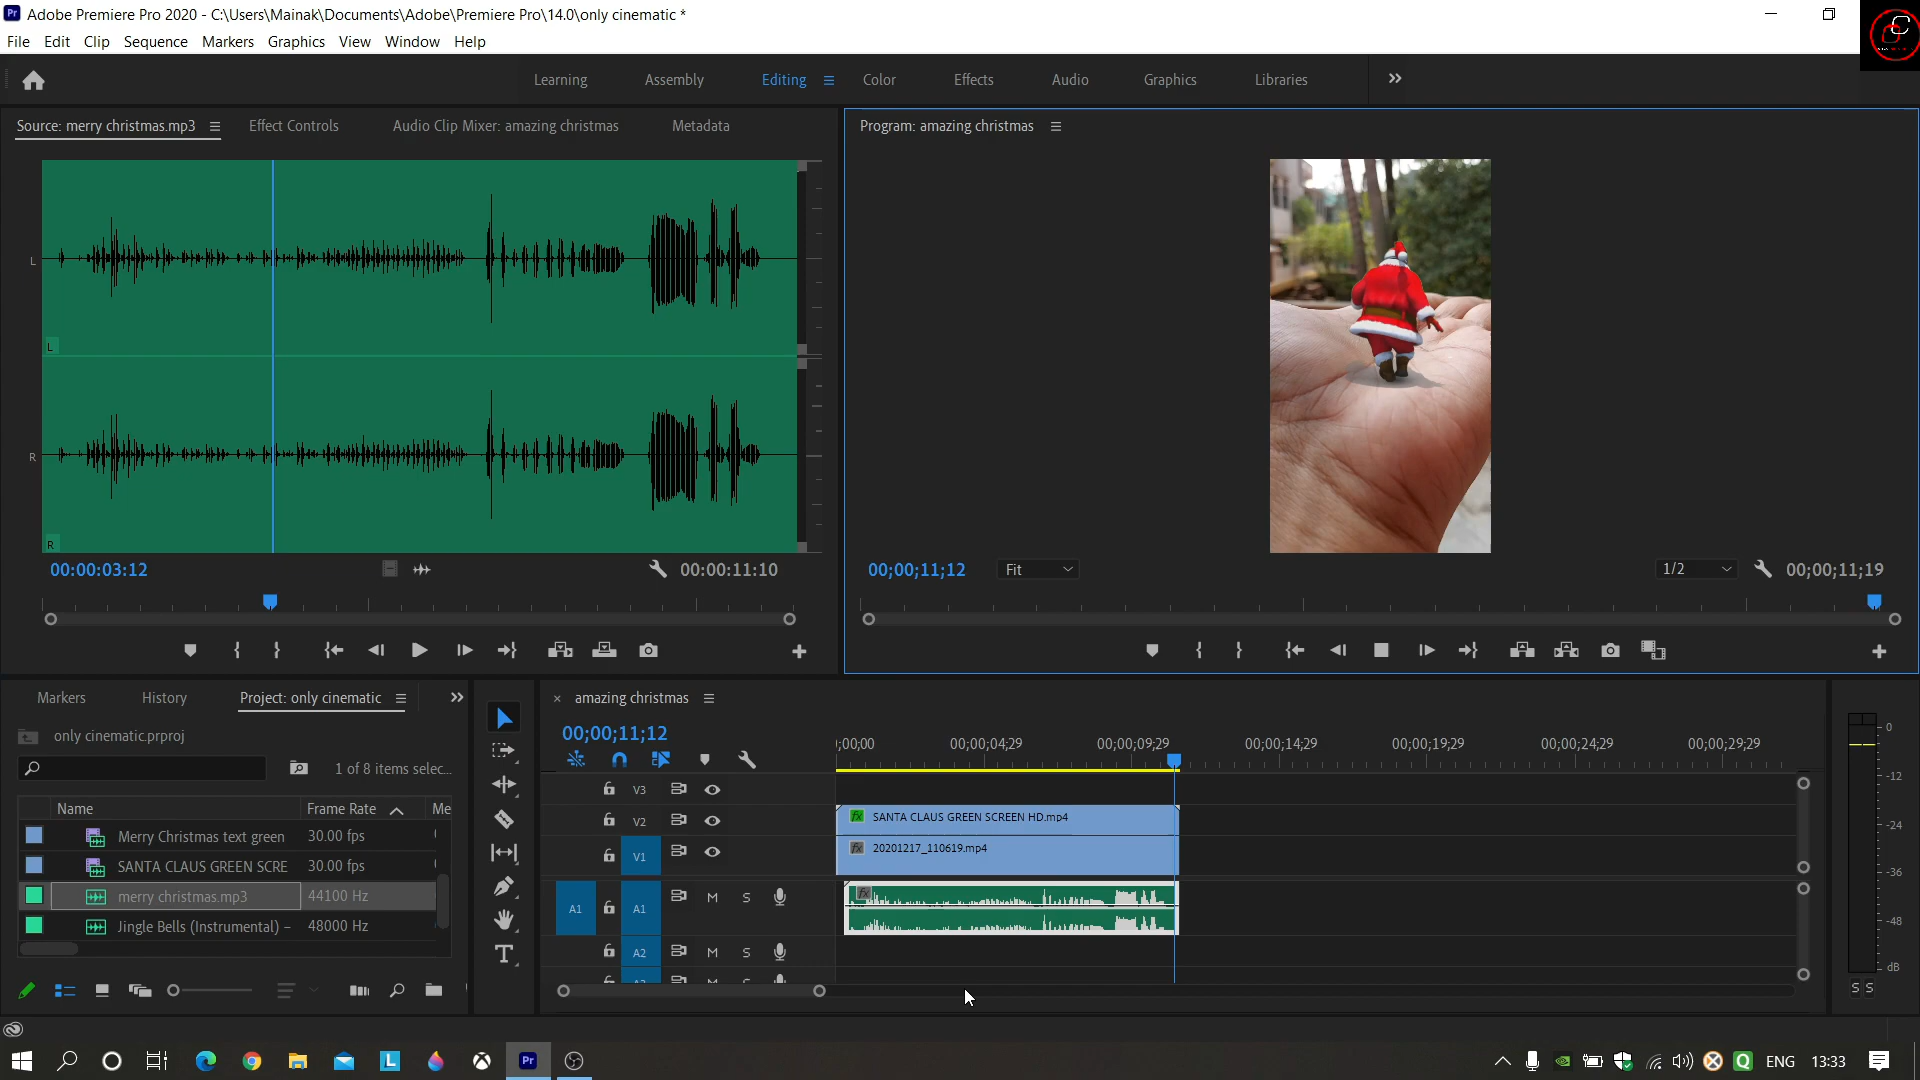 Adobe Premiere Pro 2020 - C:\Users\Mainak\Documents\Adobe\Premiere Pro\14.0\only cinematic *
File Edit Clip Sequence Markers Graphics View Window Help
Learning Assembly Editing Color Effects Audio Graphics Libraries
Source: merry christmas.mp3 Effect Controls Audio Clip Mixer: amazing christmas Metadata
Program: amazing christmas
L
L
R
R
00:00:03:12 00:00:11:10
00;00;11;12 Fit 1/2 00;00;11;19
Markers History Project: only cinematic
only cinematic.prproj
1 of 8 items selec...
Name Frame Rate Me
Merry Christmas text green 30.00 fps
SANTA CLAUS GREEN SCRE 30.00 fps
merry christmas.mp3 44100 Hz
Jingle Bells (Instrumental) – 48000 Hz
T
× amazing christmas
00;00;11;12
;00;00 00;00;04;29 00;00;09;29 00;00;14;29 00;00;19;29 00;00;24;29 00;00;29;29
V3
V2 fx SANTA CLAUS GREEN SCREEN HD.mp4
V1 fx 20201217_110619.mp4
A1 A1 M S fx
A2 M S
0
-12
-24
-36
-48
dB
S S
Pr ENG 13:33